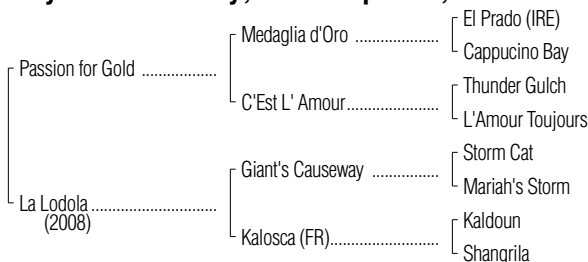 El Prado (IRE)
Medaglia d'Oro ....................
Cappucino Bay
Passion for Gold ..................
Thunder Gulch
C'Est L' Amour......................
L'Amour Toujours
Storm Cat
Giant's Causeway ................
Mariah's Storm
La Lodola ..............................
(2008)
Kaldoun
Kalosca (FR)..........................
Shangrila